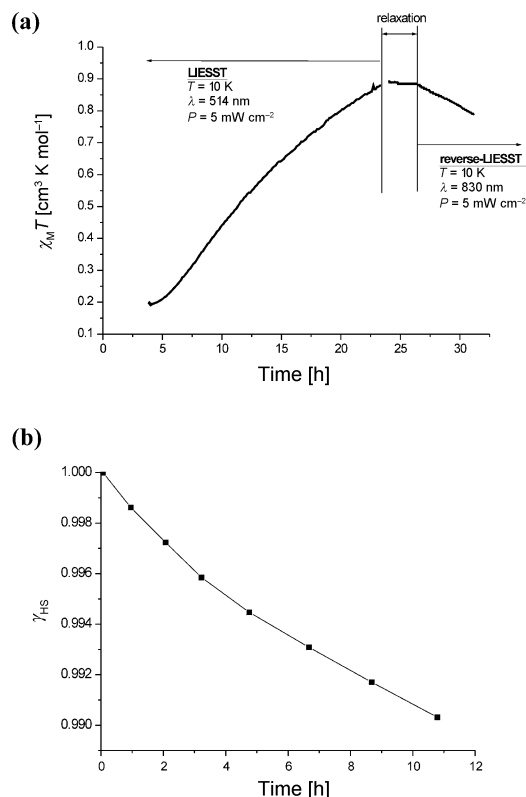 (a)
relaxation
LIESST
T = 10 K
λ = 514 nm
P = 5 mW cm⁻²
reverse-LIESST
T = 10 K
λ = 830 nm
P = 5 mW cm⁻²
χMT [cm³ K mol⁻¹]
1.0
0.9
0.8
0.7
0.6
0.5
0.4
0.3
0.2
0.1
0 5 10 15 20 25 30
Time [h]
(b)
γHS
1.000
0.998
0.996
0.994
0.992
0.990
0 2 4 6 8 10 12
Time [h]